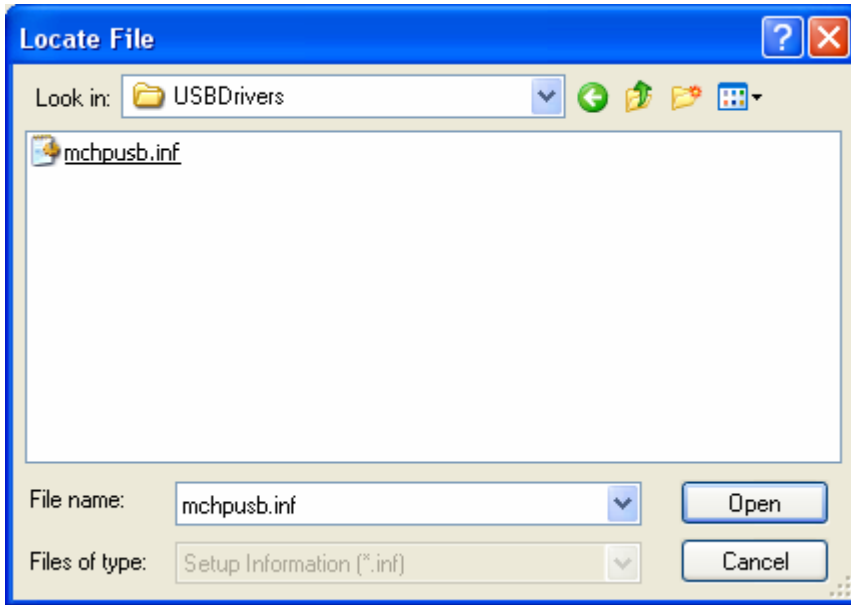 Locate File
Look in: USBDrivers
mchpusb.inf
File name: mchpusb.inf Open
Files of type: Setup Information (*.inf) Cancel